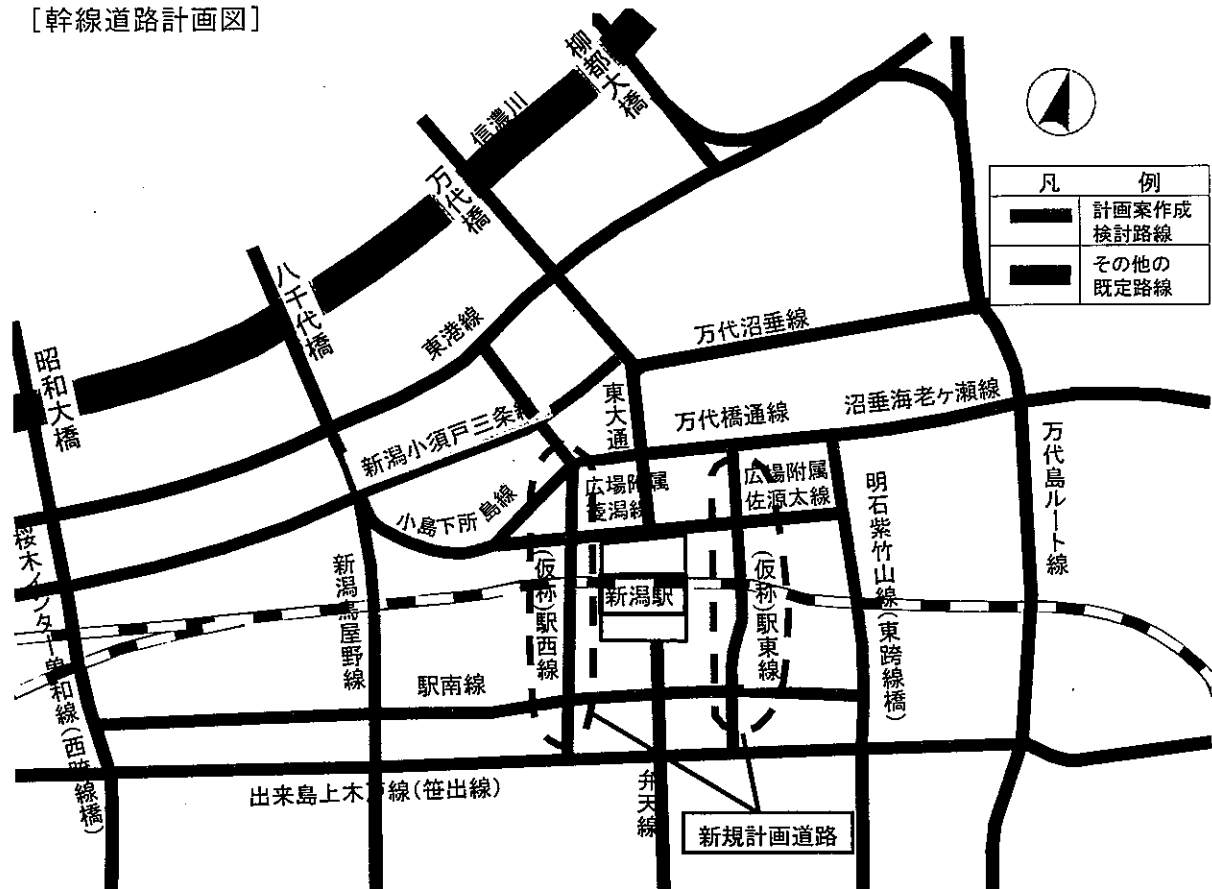 ［幹線道路計画図］
柳都大橋
信濃川
万代橋
八千代橋
昭和大橋
凡 例
計画案作成
検討路線
その他の
既定路線
東港線
万代沼垂線
新潟小須戸三条線
東大通
万代橋通線
沼垂海老ヶ瀬線
小島下所島線
広場附属
菱潟線
広場附属
佐源太線
明石紫竹山線(東跨線橋)
万代島ルート線
桜木インター曽和線(西跨線橋)
新潟鳥屋野線
(仮称)駅西線
新潟駅
(仮称)駅東線
駅南線
出来島上木戸線(笹出線)
弁天線
新規計画道路